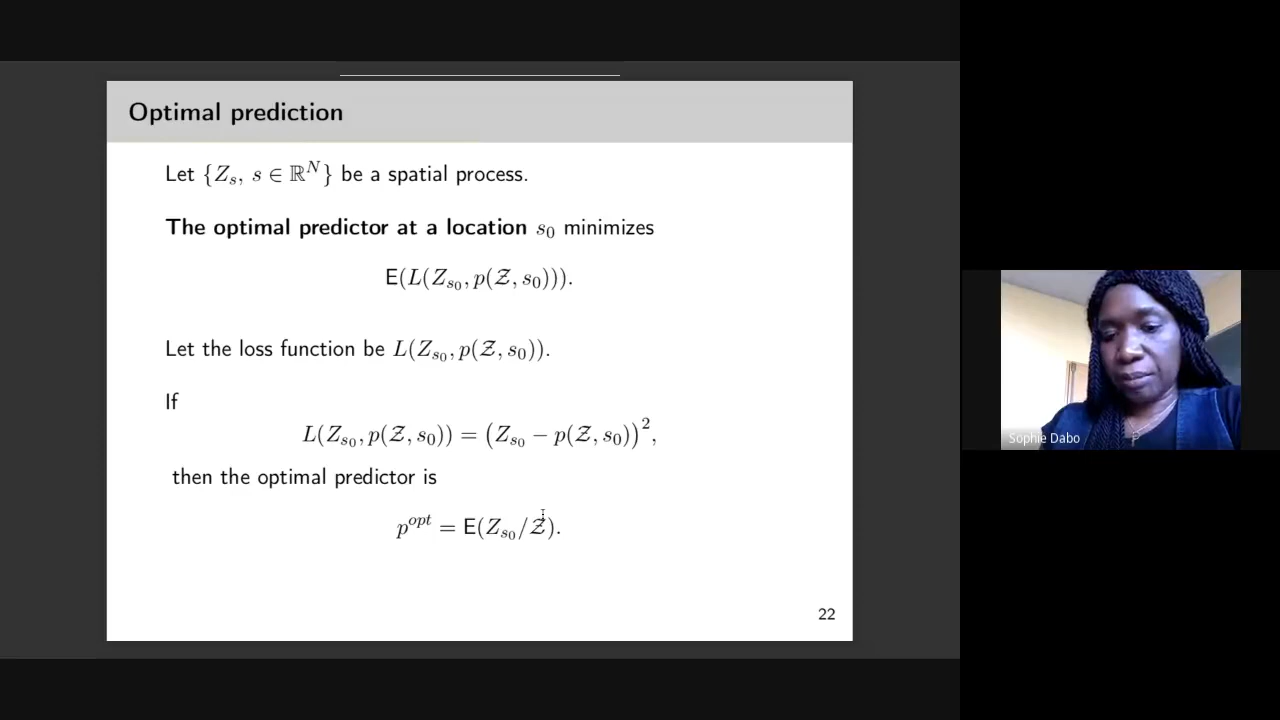 Optimal prediction
Let {Z_s, s ∈ ℝ^N} be a spatial process.
The optimal predictor at a location s_0 minimizes
E(L(Z_{s_0}, p(𝒵, s_0))).
Let the loss function be L(Z_{s_0}, p(𝒵, s_0)).
If
L(Z_{s_0}, p(𝒵, s_0)) = (Z_{s_0} − p(𝒵, s_0))^2,
then the optimal predictor is
p^{opt} = E(Z_{s_0}/𝒵).
22
Sophie Dabo